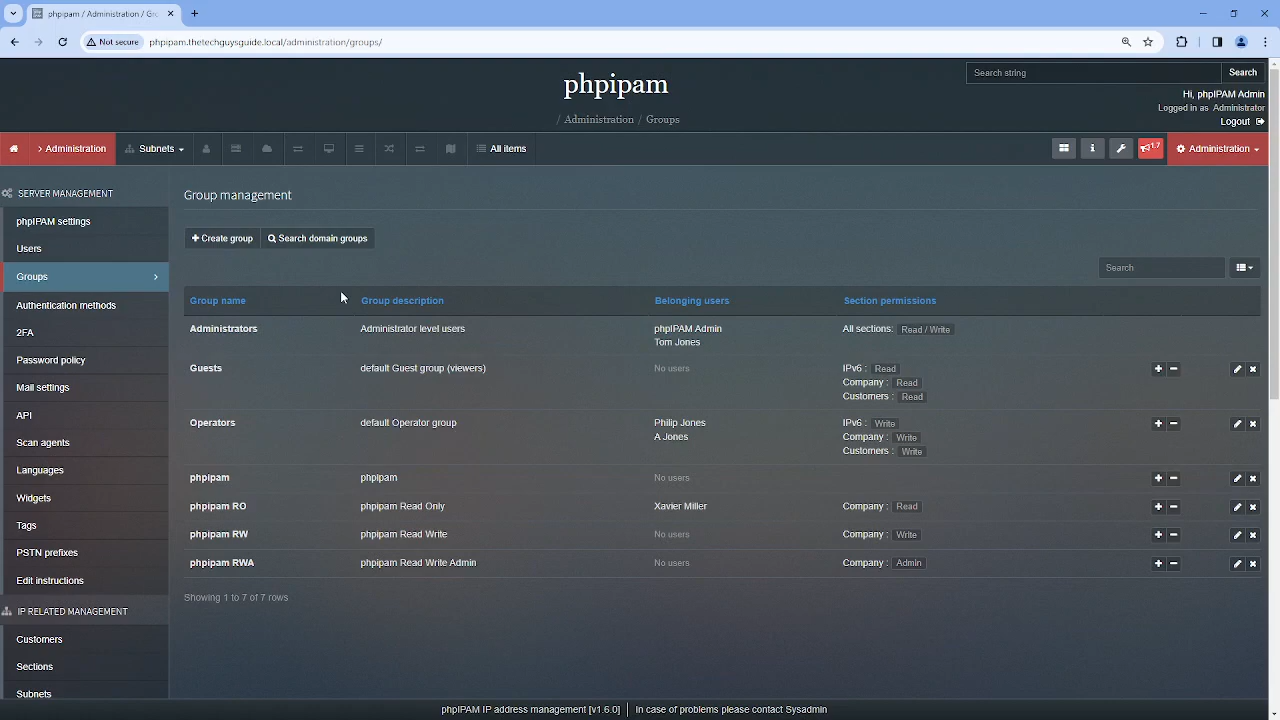 phpipam / Administration / Gro
Not secure
phpipam.thetechguysguide.local/administration/groups/
phpipam
Search string
Search
Hi, phpIPAM Admin
Logged in as Administrator
Logout
/ Administration / Groups
> Administration
Subnets
All items
1.7
Administration
SERVER MANAGEMENT
phpIPAM settings
Users
Groups
Authentication methods
2FA
Password policy
Mail settings
API
Scan agents
Languages
Widgets
Tags
PSTN prefixes
Edit instructions
IP RELATED MANAGEMENT
Customers
Sections
Subnets
Group management
Create group
Search domain groups
Search
Group name Group description Belonging users Section permissions
Administrators Administrator level users phpIPAM Admin All sections: Read / Write
Tom Jones
Guests default Guest group (viewers) No users IPv6 : Read
Company : Read
Customers : Read
Operators default Operator group Philip Jones IPv6 : Write
A Jones Company : Write
Customers : Write
phpipam phpipam No users
phpipam RO phpipam Read Only Xavier Miller Company : Read
phpipam RW phpipam Read Write No users Company : Write
phpipam RWA phpipam Read Write Admin No users Company : Admin
Showing 1 to 7 of 7 rows
phpIPAM IP address management [v1.6.0] In case of problems please contact Sysadmin